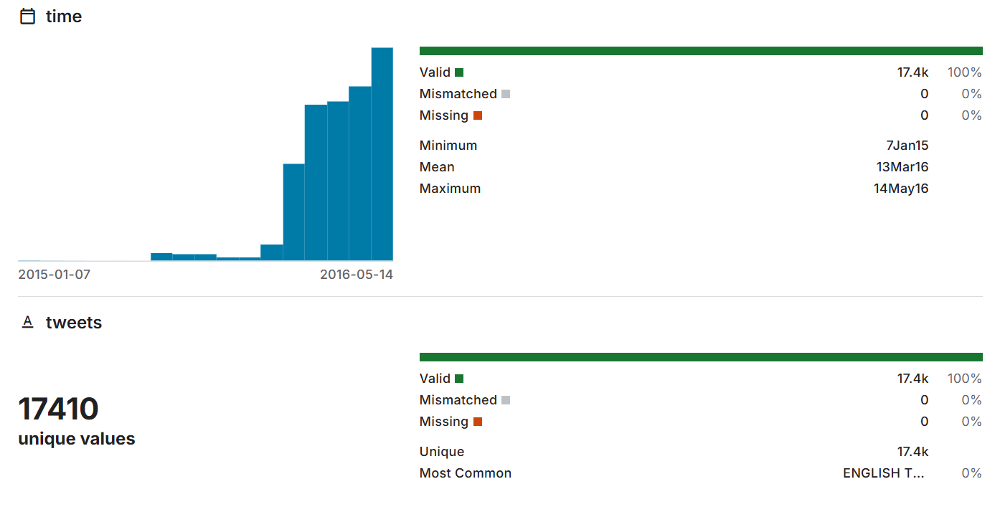 time
Valid 17.4k 100%
Mismatched 0 0%
Missing 0 0%
Minimum 7Jan15
Mean 13Mar16
Maximum 14May16
2015-01-07 2016-05-14
tweets
17410
unique values
Valid 17.4k 100%
Mismatched 0 0%
Missing 0 0%
Unique 17.4k
Most Common ENGLISH T... 0%